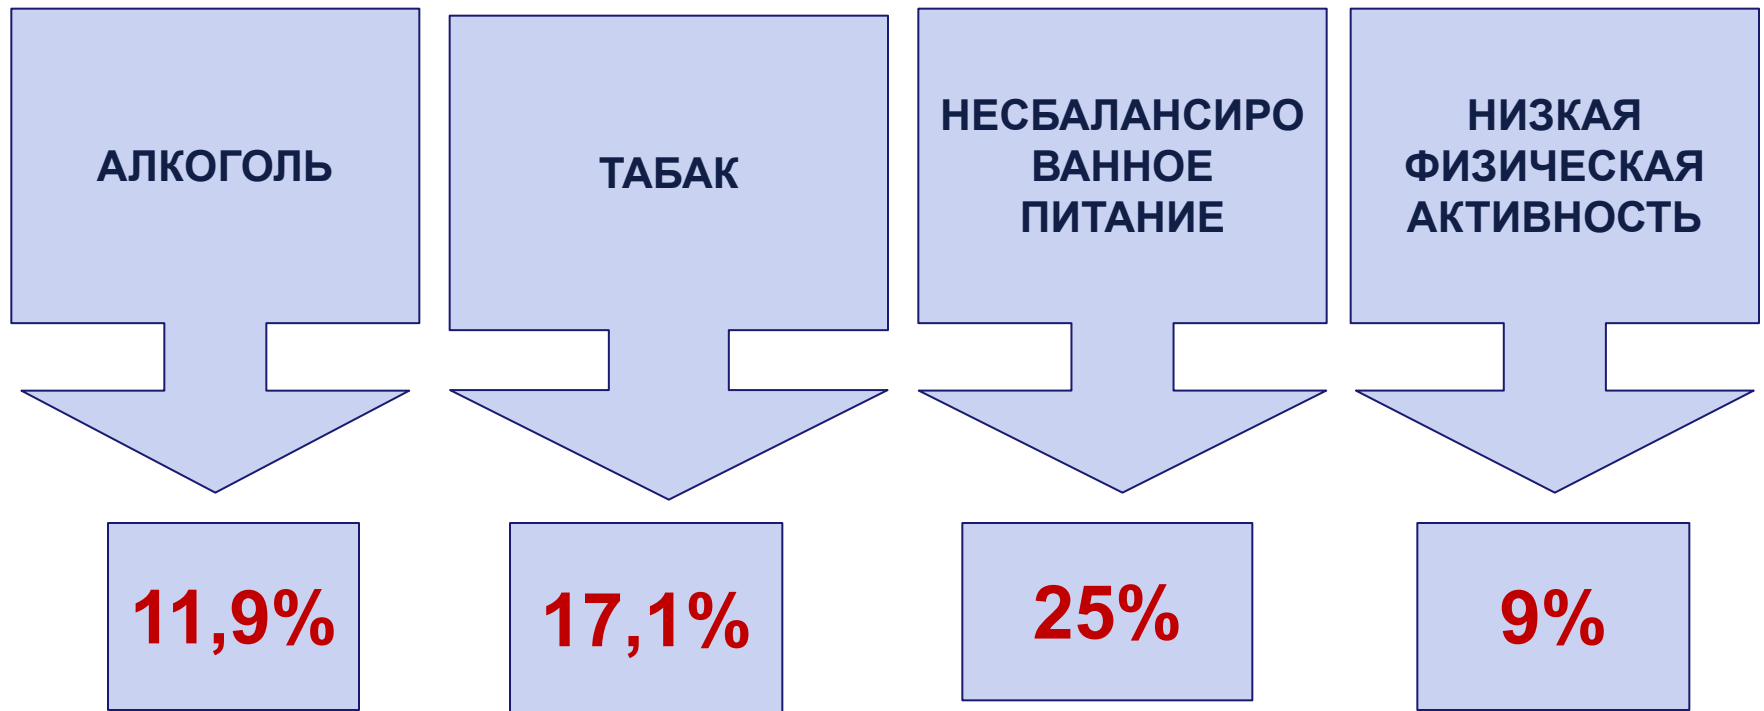 АЛКОГОЛЬ
ТАБАК
НЕСБАЛАНСИРО
ВАННОЕ
ПИТАНИЕ
НИЗКАЯ
ФИЗИЧЕСКАЯ
АКТИВНОСТЬ
11,9%
17,1%
25%
9%